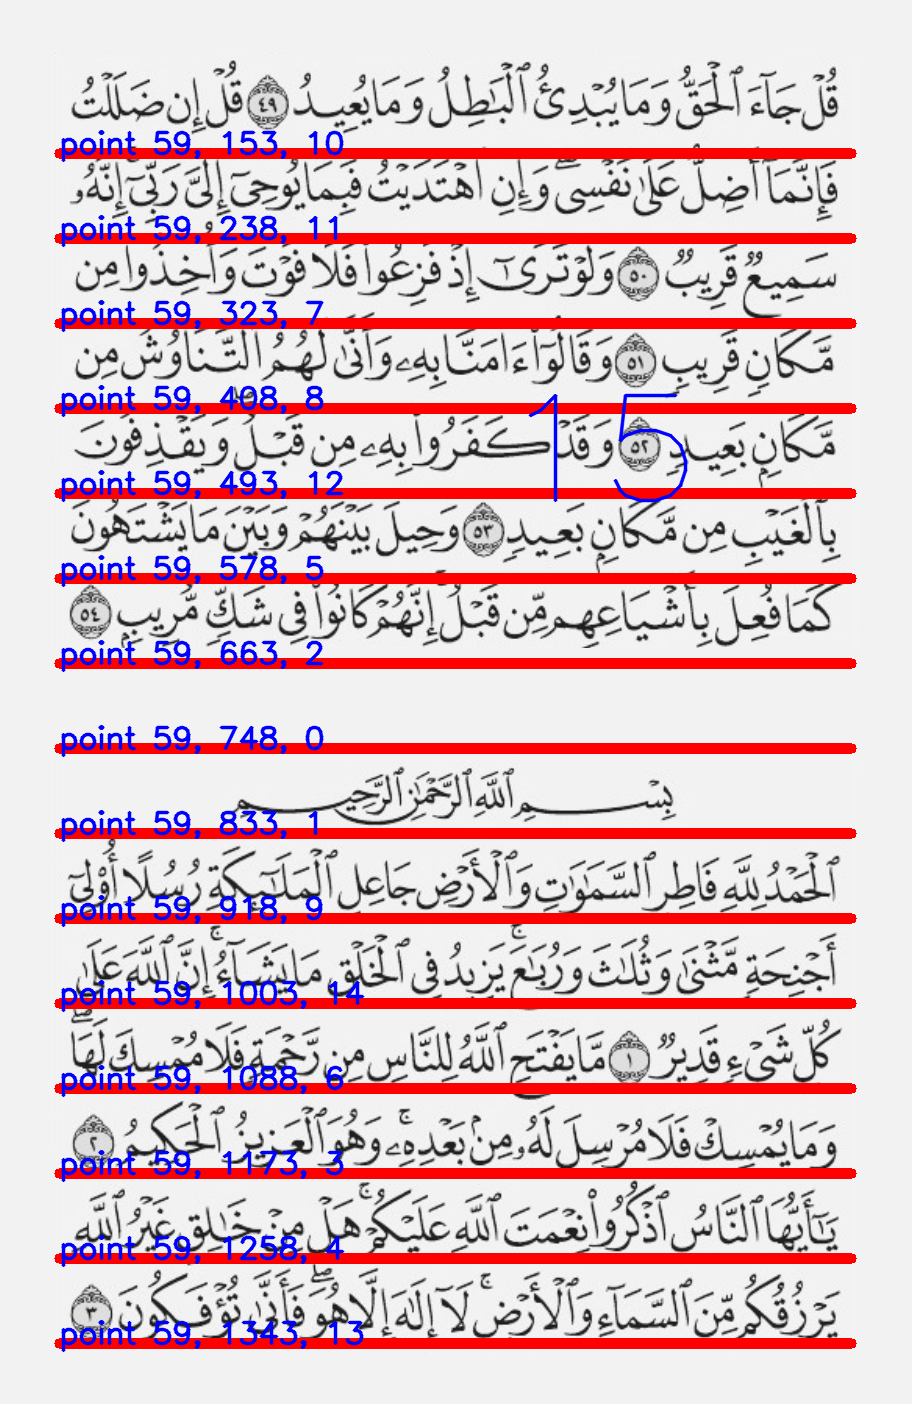 قُلْ جَآءَ ٱلْحَقُّ وَمَا يُبْدِئُ ٱلْبَٰطِلُ وَمَا يُعِيدُ ٤٩ قُلْ إِن ضَلَلْتُ
point 59, 153, 10
فَإِنَّمَآ أَضِلُّ عَلَىٰ نَفْسِى وَإِنِ ٱهْتَدَيْتُ فَبِمَا يُوحِىٓ إِلَىَّ رَبِّىٓ إِنَّهُۥ
point 59, 238, 11
سَمِيعٌ قَرِيبٌ ٥٠ وَلَوْ تَرَىٰٓ إِذْ فَزِعُوا۟ فَلَا فَوْتَ وَأُخِذُوا۟ مِن
point 59, 323, 7
مَّكَانٍ قَرِيبٍ ٥١ وَقَالُوٓا۟ ءَامَنَّا بِهِۦ وَأَنَّىٰ لَهُمُ ٱلتَّنَاوُشُ مِن
point 59, 408, 8
مَّكَانٍۭ بَعِيدٍ ٥٢ وَقَدْ كَفَرُوا۟ بِهِۦ مِن قَبْلُ وَيَقْذِفُونَ
15
point 59, 493, 12
بِٱلْغَيْبِ مِن مَّكَانٍۭ بَعِيدٍ ٥٣ وَحِيلَ بَيْنَهُمْ وَبَيْنَ مَا يَشْتَهُونَ
point 59, 578, 5
كَمَا فُعِلَ بِأَشْيَاعِهِم مِّن قَبْلُ إِنَّهُمْ كَانُوا۟ فِى شَكٍّ مُّرِيبٍۭ ٥٤
point 59, 663, 2
point 59, 748, 0
بِسْمِ ٱللَّهِ ٱلرَّحْمَٰنِ ٱلرَّحِيمِ
point 59, 833, 1
ٱلْحَمْدُ لِلَّهِ فَاطِرِ ٱلسَّمَٰوَٰتِ وَٱلْأَرْضِ جَاعِلِ ٱلْمَلَٰٓئِكَةِ رُسُلًا أُو۟لِىٓ
point 59, 918, 9
أَجْنِحَةٍ مَّثْنَىٰ وَثُلَٰثَ وَرُبَٰعَ ۚ يَزِيدُ فِى ٱلْخَلْقِ مَا يَشَآءُ ۚ إِنَّ ٱللَّهَ عَلَىٰ
point 59, 1003, 14
كُلِّ شَىْءٍ قَدِيرٌ ١ مَّا يَفْتَحِ ٱللَّهُ لِلنَّاسِ مِن رَّحْمَةٍ فَلَا مُمْسِكَ لَهَا ۖ
point 59, 1088, 6
وَمَا يُمْسِكْ فَلَا مُرْسِلَ لَهُۥ مِنۢ بَعْدِهِۦ ۚ وَهُوَ ٱلْعَزِيزُ ٱلْحَكِيمُ ٢
point 59, 1173, 3
يَٰٓأَيُّهَا ٱلنَّاسُ ٱذْكُرُوا۟ نِعْمَتَ ٱللَّهِ عَلَيْكُمْ ۚ هَلْ مِنْ خَٰلِقٍ غَيْرُ ٱللَّهِ
point 59, 1258, 4
يَرْزُقُكُم مِّنَ ٱلسَّمَآءِ وَٱلْأَرْضِ ۚ لَآ إِلَٰهَ إِلَّا هُوَ ۖ فَأَنَّىٰ تُؤْفَكُونَ ٣
point 59, 1343, 13